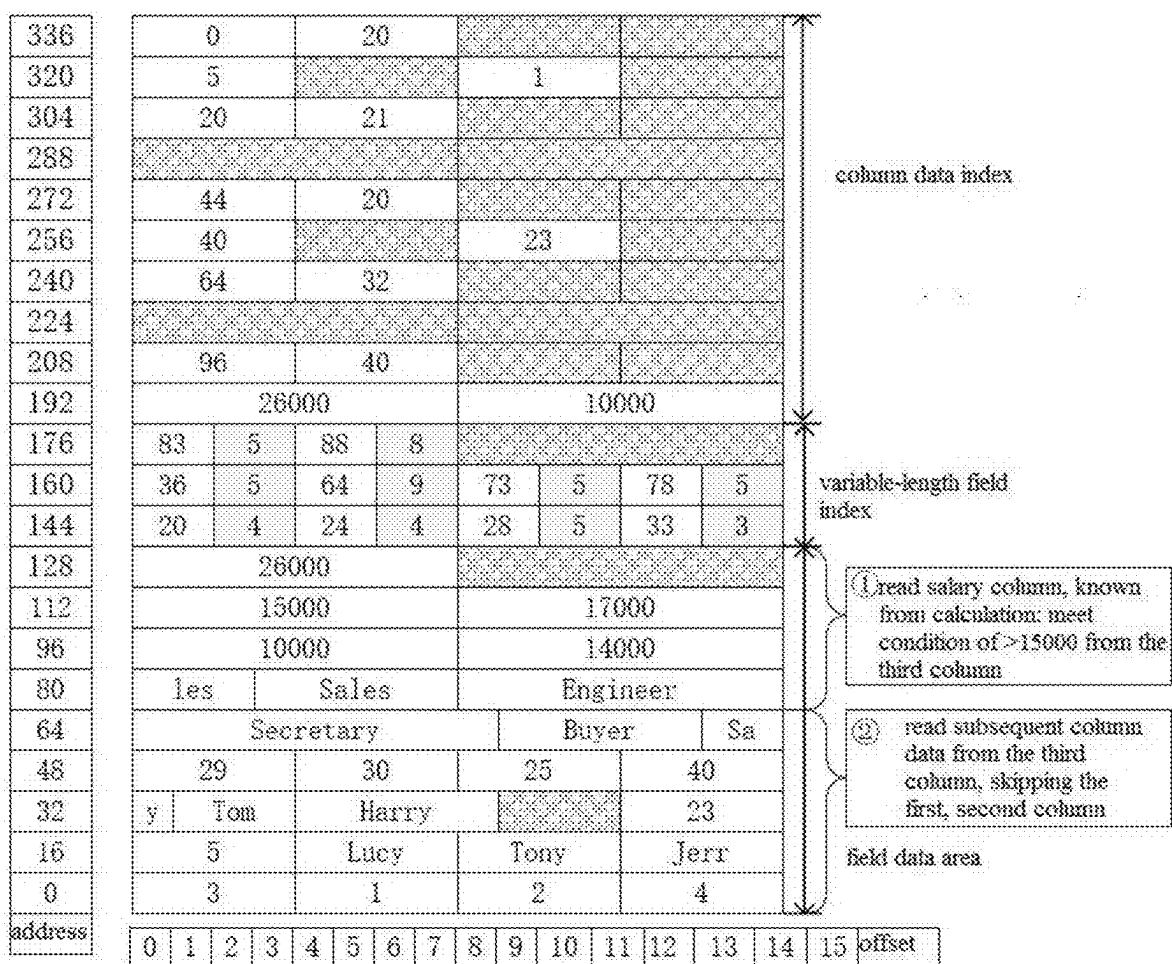 336 0 20
320 5 1
304 20 21
288
272 44 20
256 40 23
240 64 32
224
208 96 40
192 26000 10000
column data index
176 83 5 88 8
160 36 5 64 9 73 5 78 5
144 20 4 24 4 28 5 33 3
variable-length field
index
128 26000
112 15000 17000
96 10000 14000
80 les Sales Engineer
64 Secretary Buyer Sa
48 29 30 25 40
32 y Tom Harry 23
16 5 Lucy Tony Jerr
0 3 1 2 4
① read salary column, known
from calculation: meet
condition of >15000 from the
third column
② read subsequent column
data from the third
column, skipping the
first, second column
field data area
address 0 1 2 3 4 5 6 7 8 9 10 11 12 13 14 15 offset